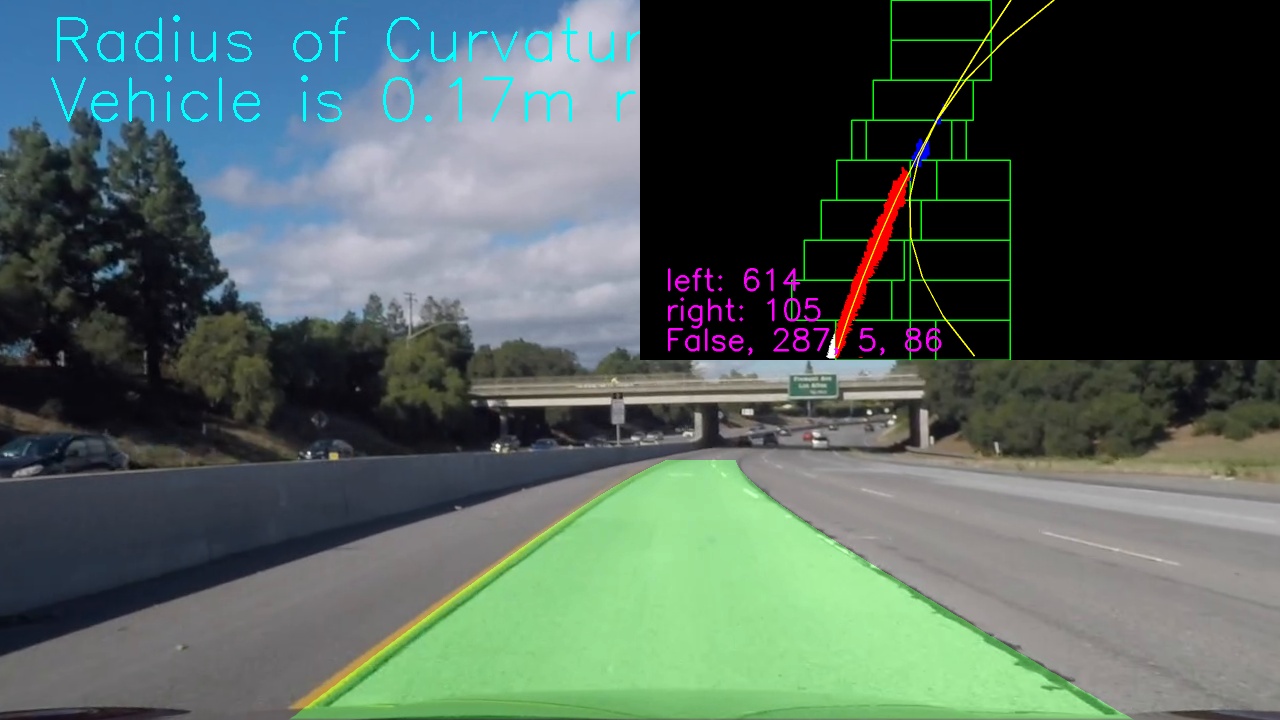 Radius of Curvatur
Vehicle is 0.17m r
left: 614
right: 105
False, 287, 5, 86